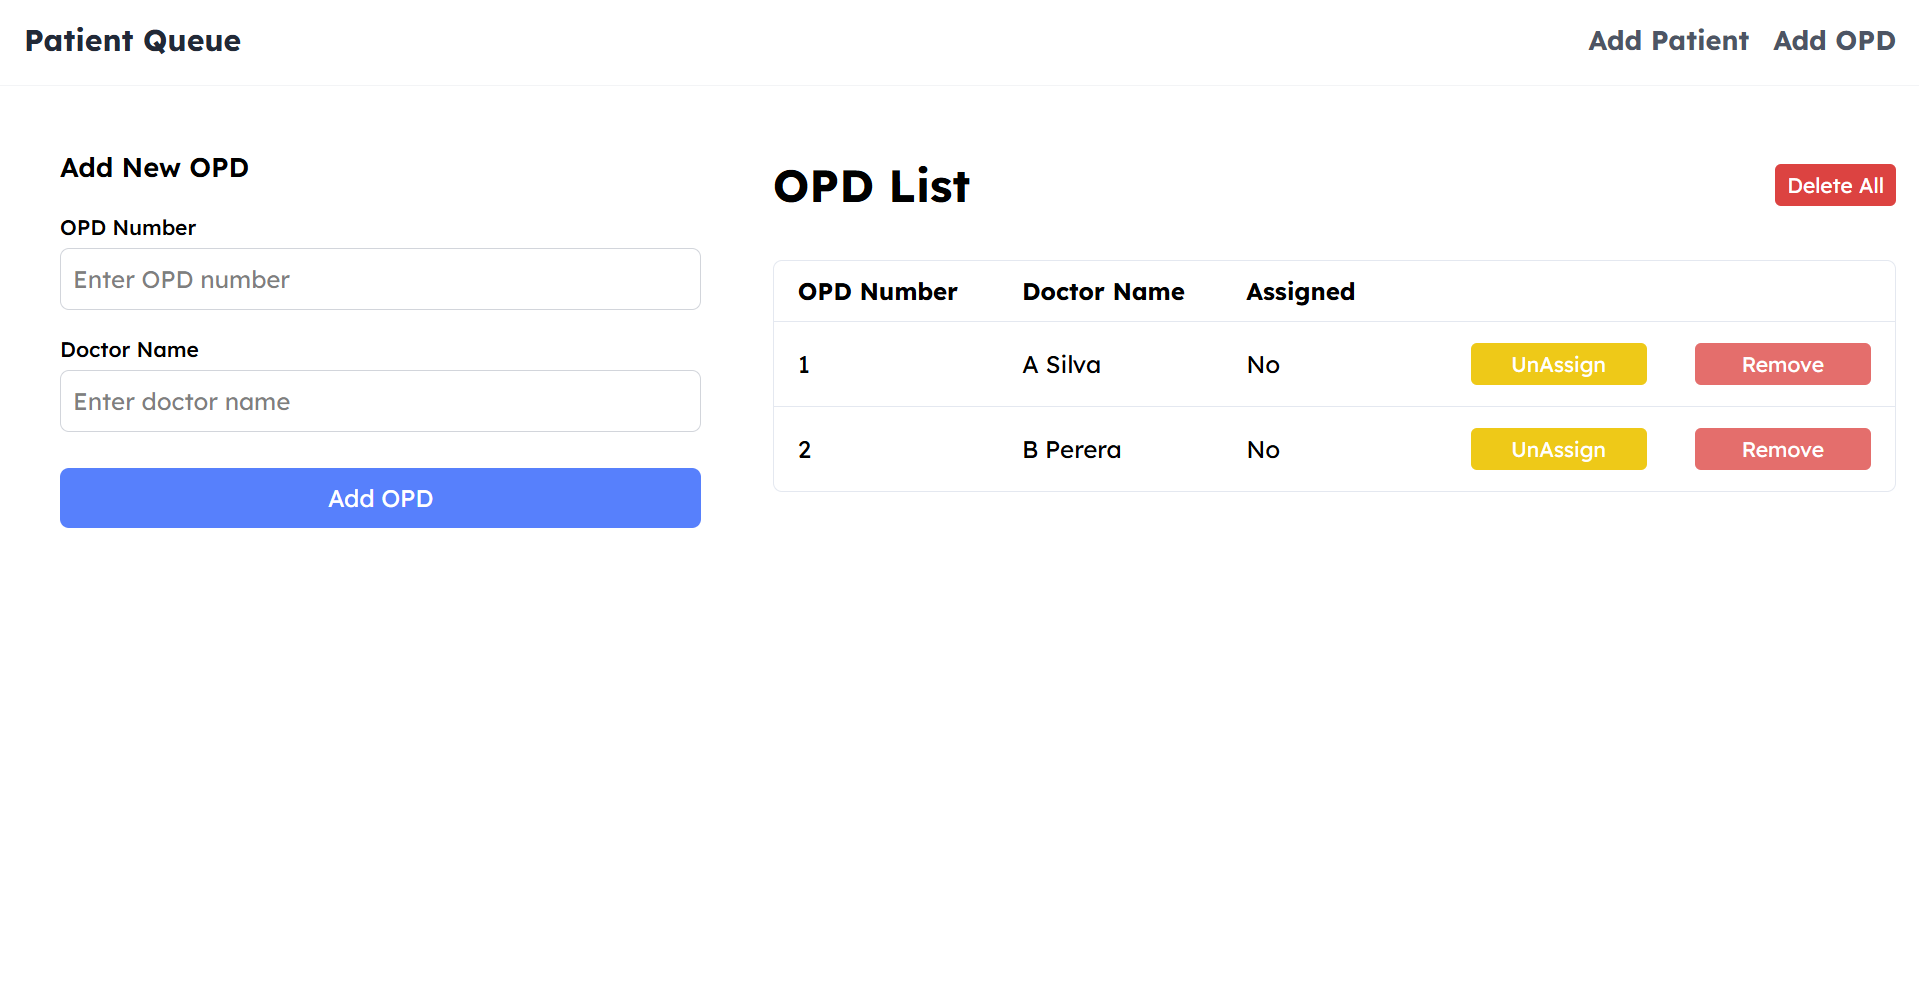 Patient Queue
Add Patient Add OPD
Add New OPD
OPD Number
Enter OPD number
Doctor Name
Enter doctor name
Add OPD
OPD List
Delete All
OPD Number Doctor Name Assigned
1 A Silva No UnAssign Remove
2 B Perera No UnAssign Remove